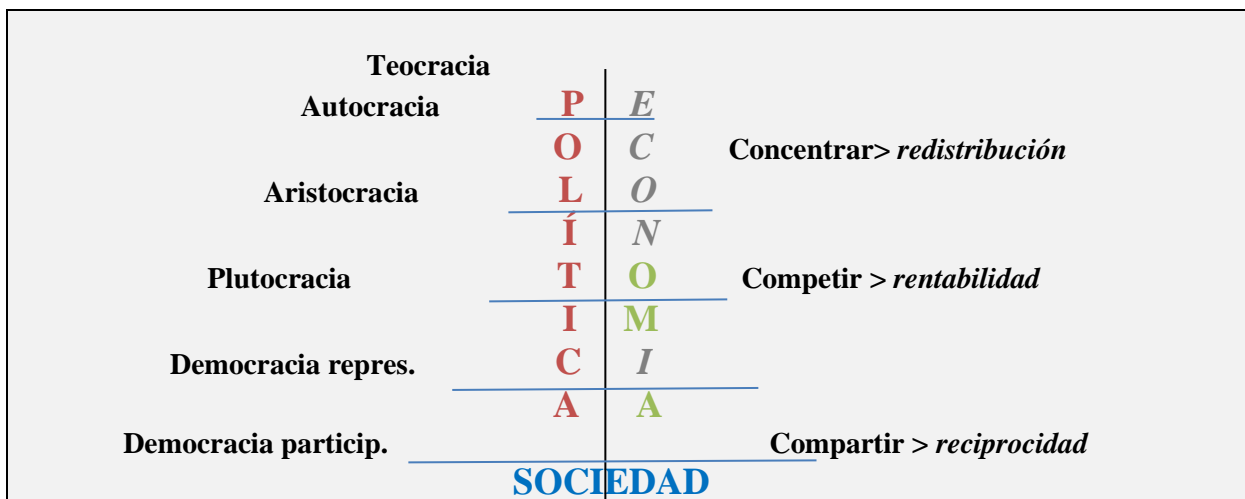 Teocracia
Autocracia P E
O C Concentrar> redistribución
Aristocracia L O
Í N
Plutocracia T O Competir > rentabilidad
I M
Democracia repres. C I
A A
Democracia particip. Compartir > reciprocidad
SOCIEDAD